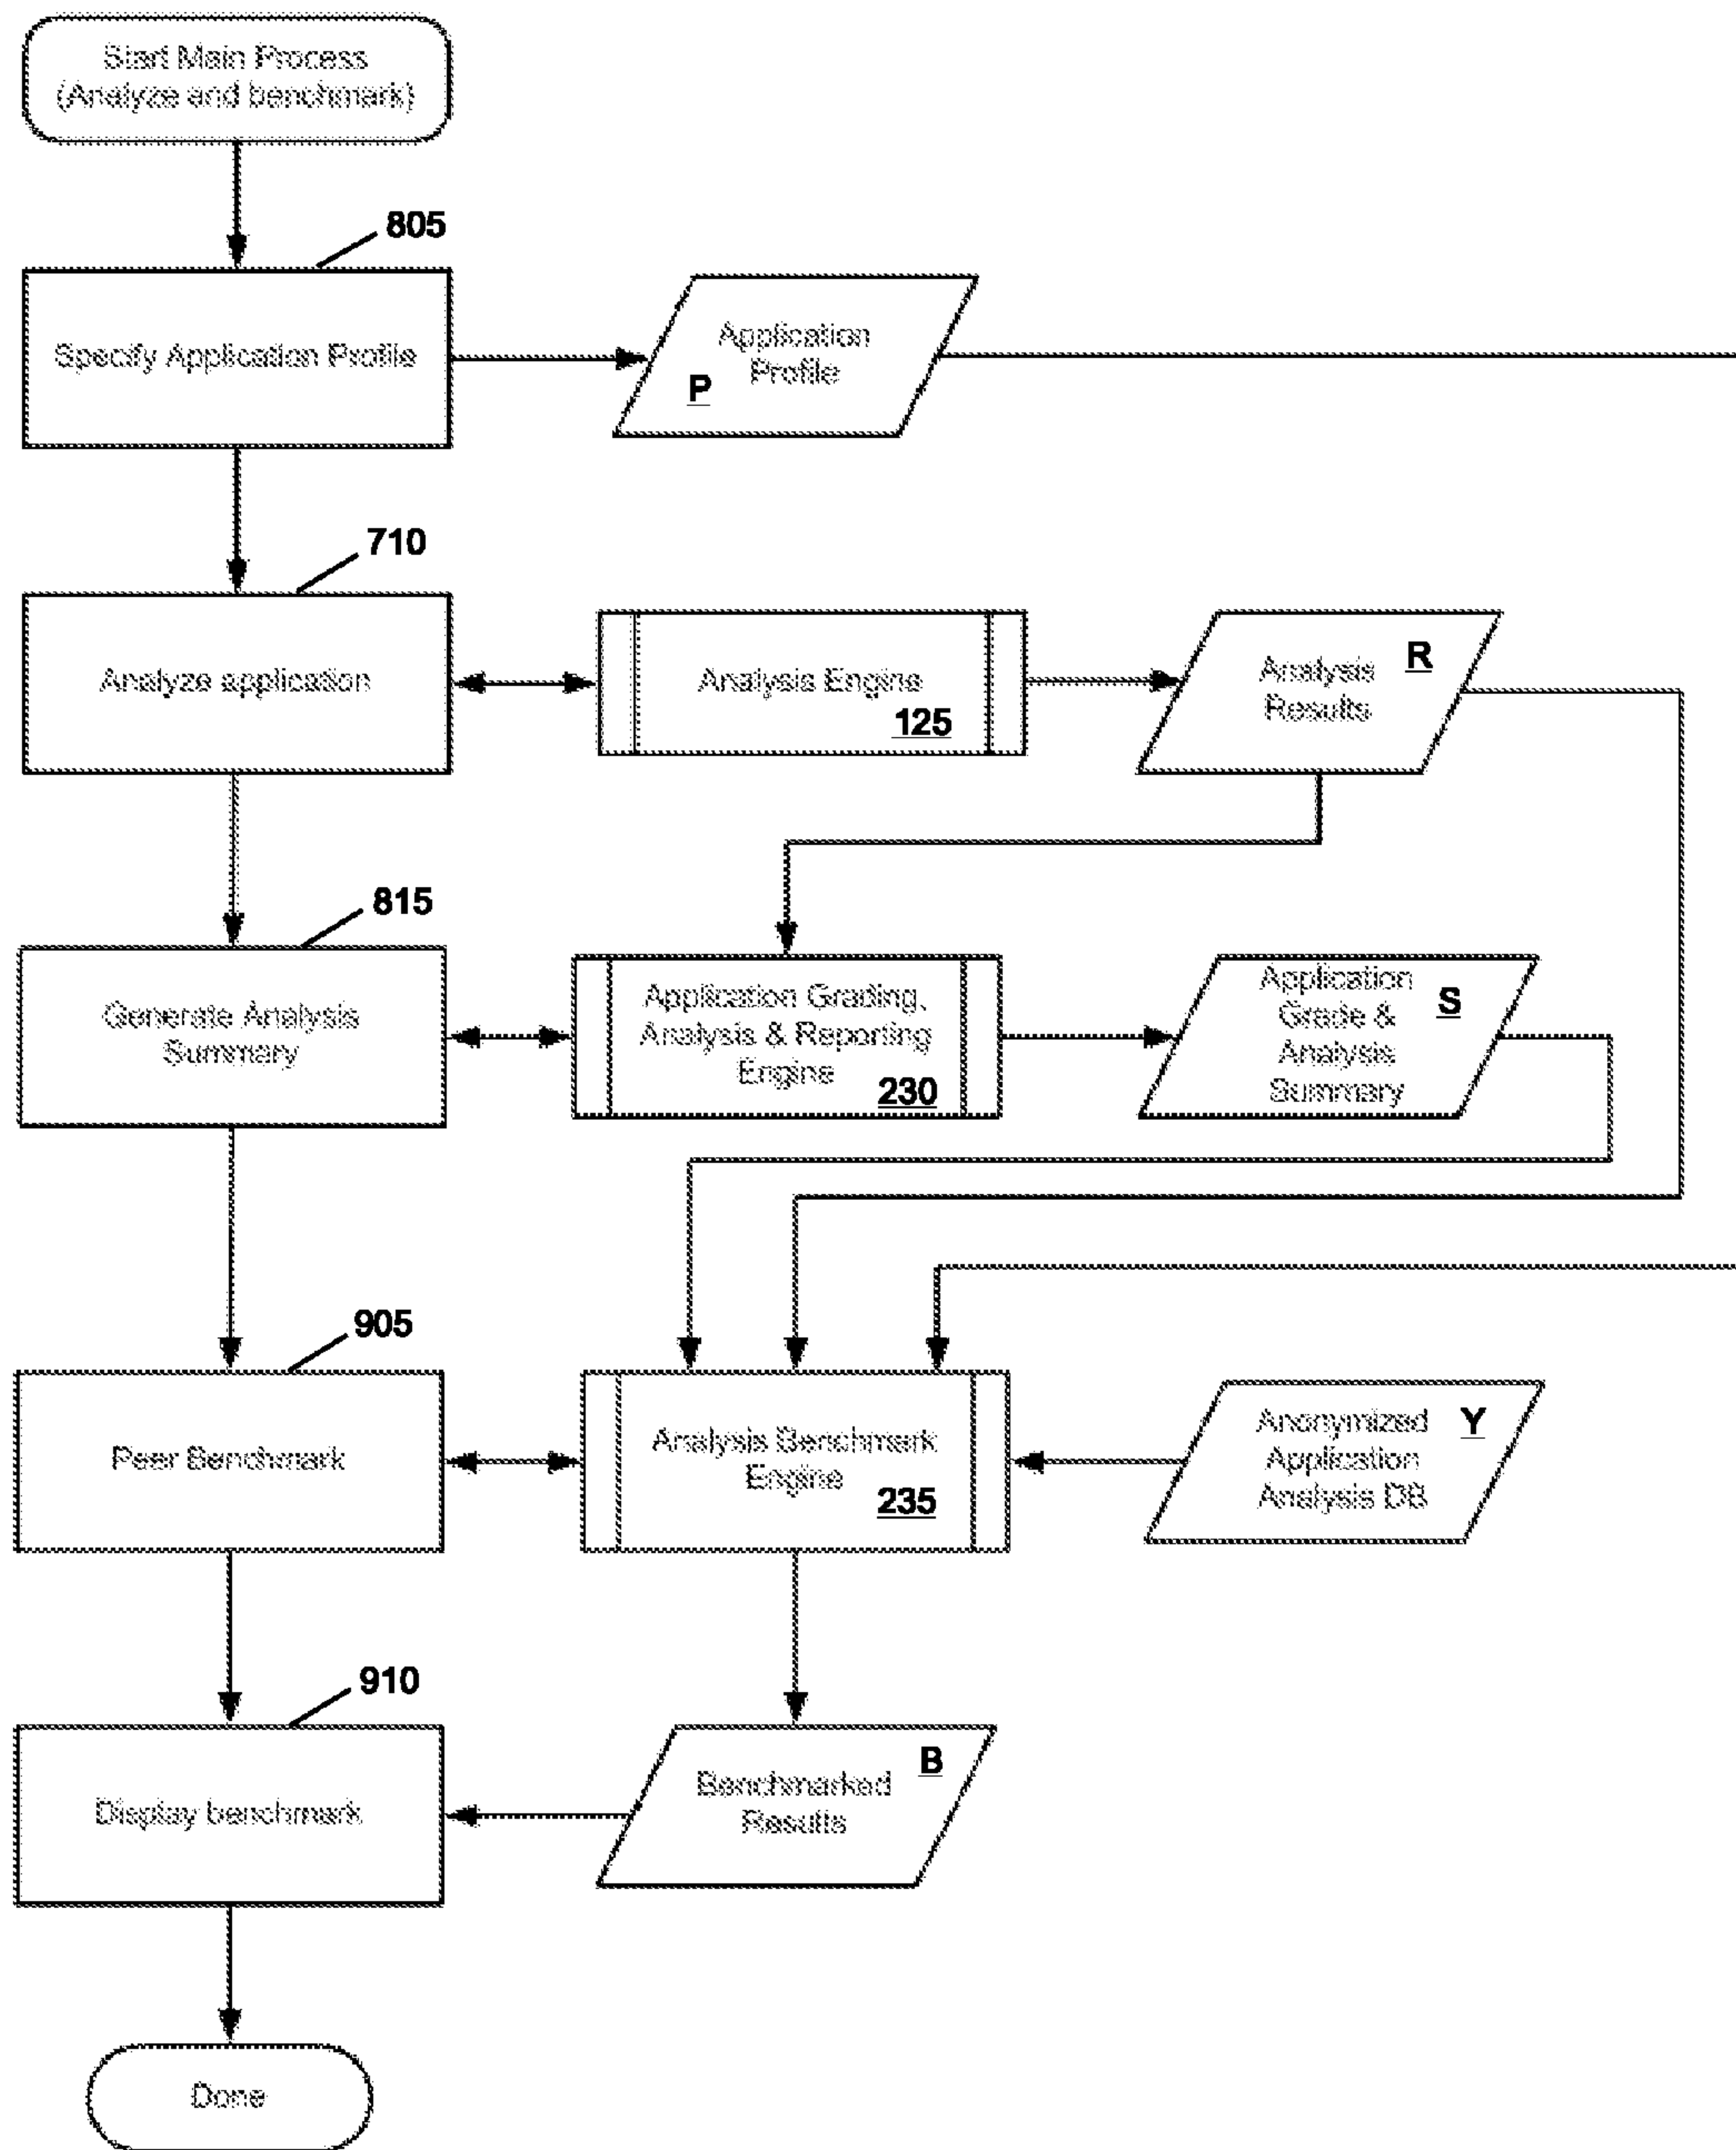 Start Main Process
(Analyze and benchmark)
805
Specify Application Profile
Application
Profile
P
710
Analyze application
Analysis Engine
125
Analysis
Results
R
815
Generate Analysis
Summary
Application Grading,
Analysis & Reporting
Engine
230
Application
Grade &
Analysis
Summary
S
905
Peer Benchmark
Analysis Benchmark
Engine
235
Anonymized
Application
Analysis DB
Y
910
Display benchmark
Benchmarked
Results
B
Done